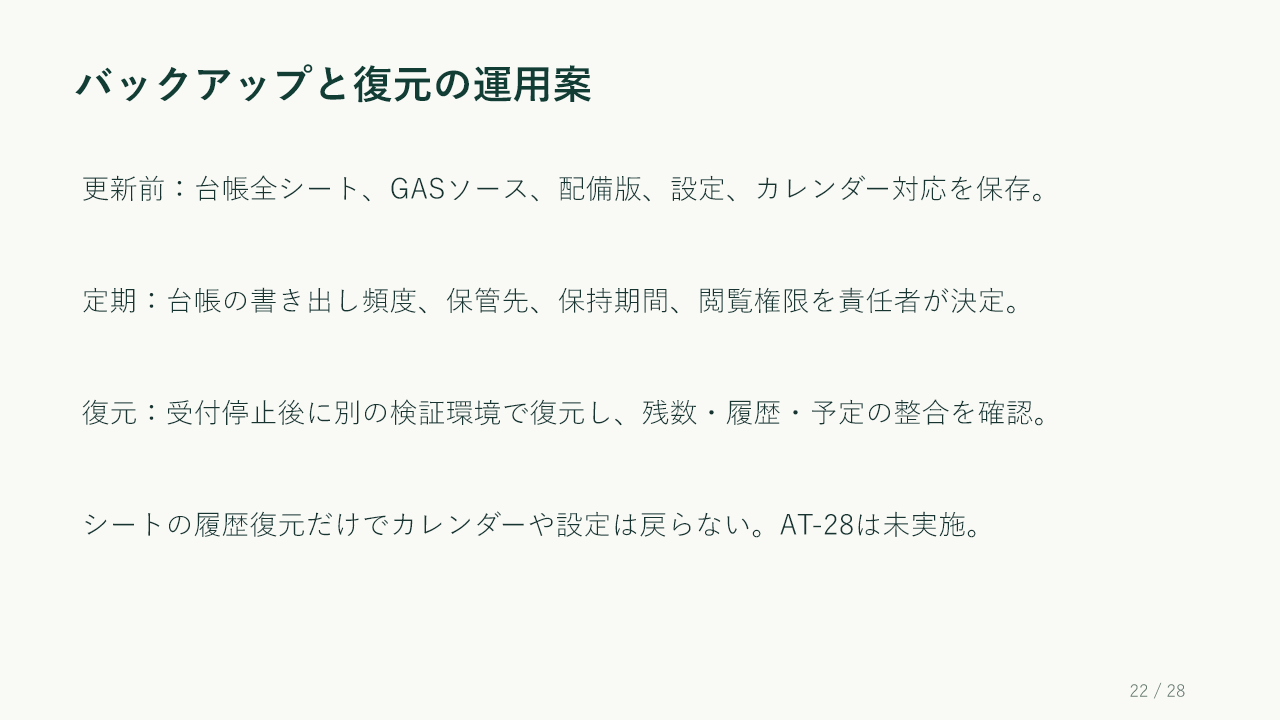 バックアップと復元の運用案
更新前：台帳全シート、GASソース、配備版、設定、カレンダー対応を保存。
定期：台帳の書き出し頻度、保管先、保持期間、閲覧権限を責任者が決定。
復元：受付停止後に別の検証環境で復元し、残数・履歴・予定の整合を確認。
シートの履歴復元だけでカレンダーや設定は戻らない。AT-28は未実施。
22 / 28